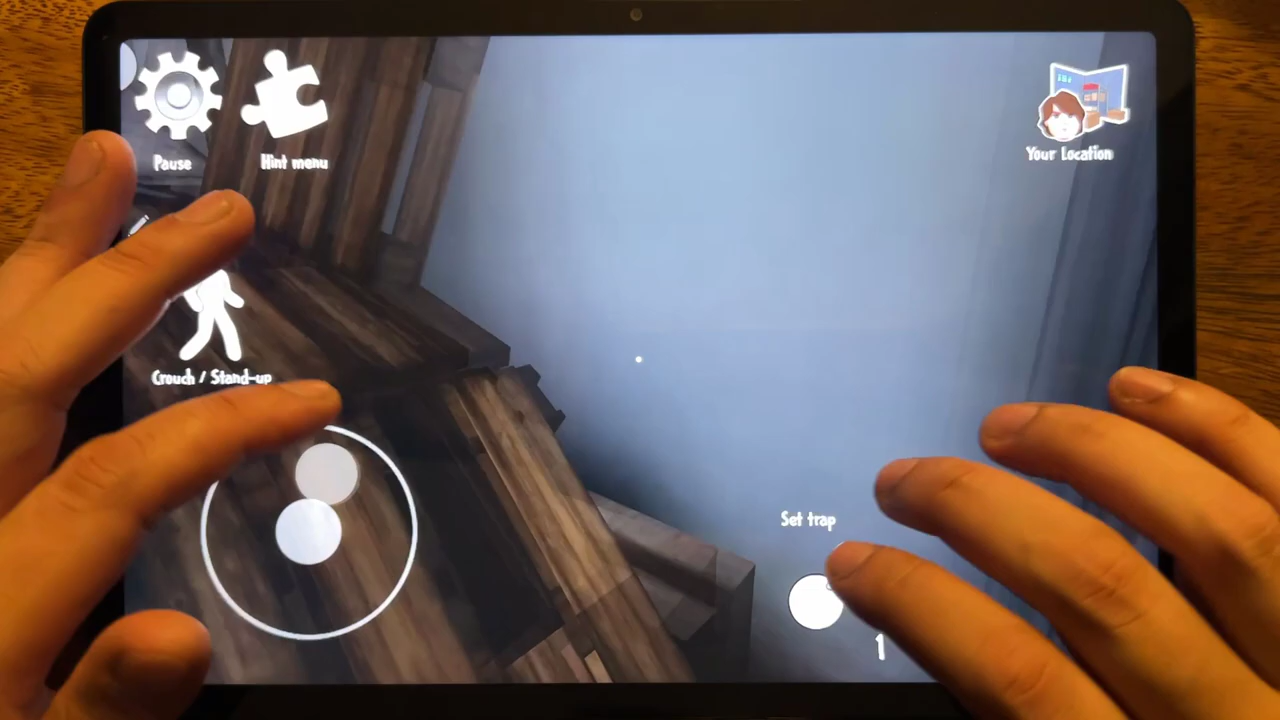 Pause
Hint menu
Your Location
Crouch / Stand-up
Set trap
1